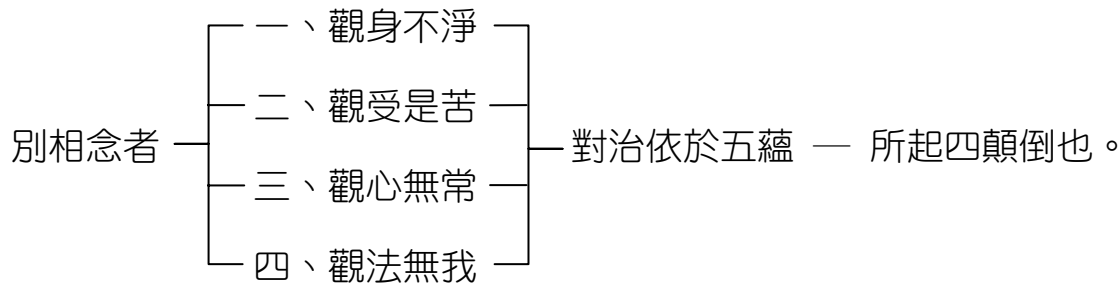 一、觀身不淨
二、觀受是苦
別相念者
對治依於五蘊 — 所起四顛倒也。
三、觀心無常
四、觀法無我